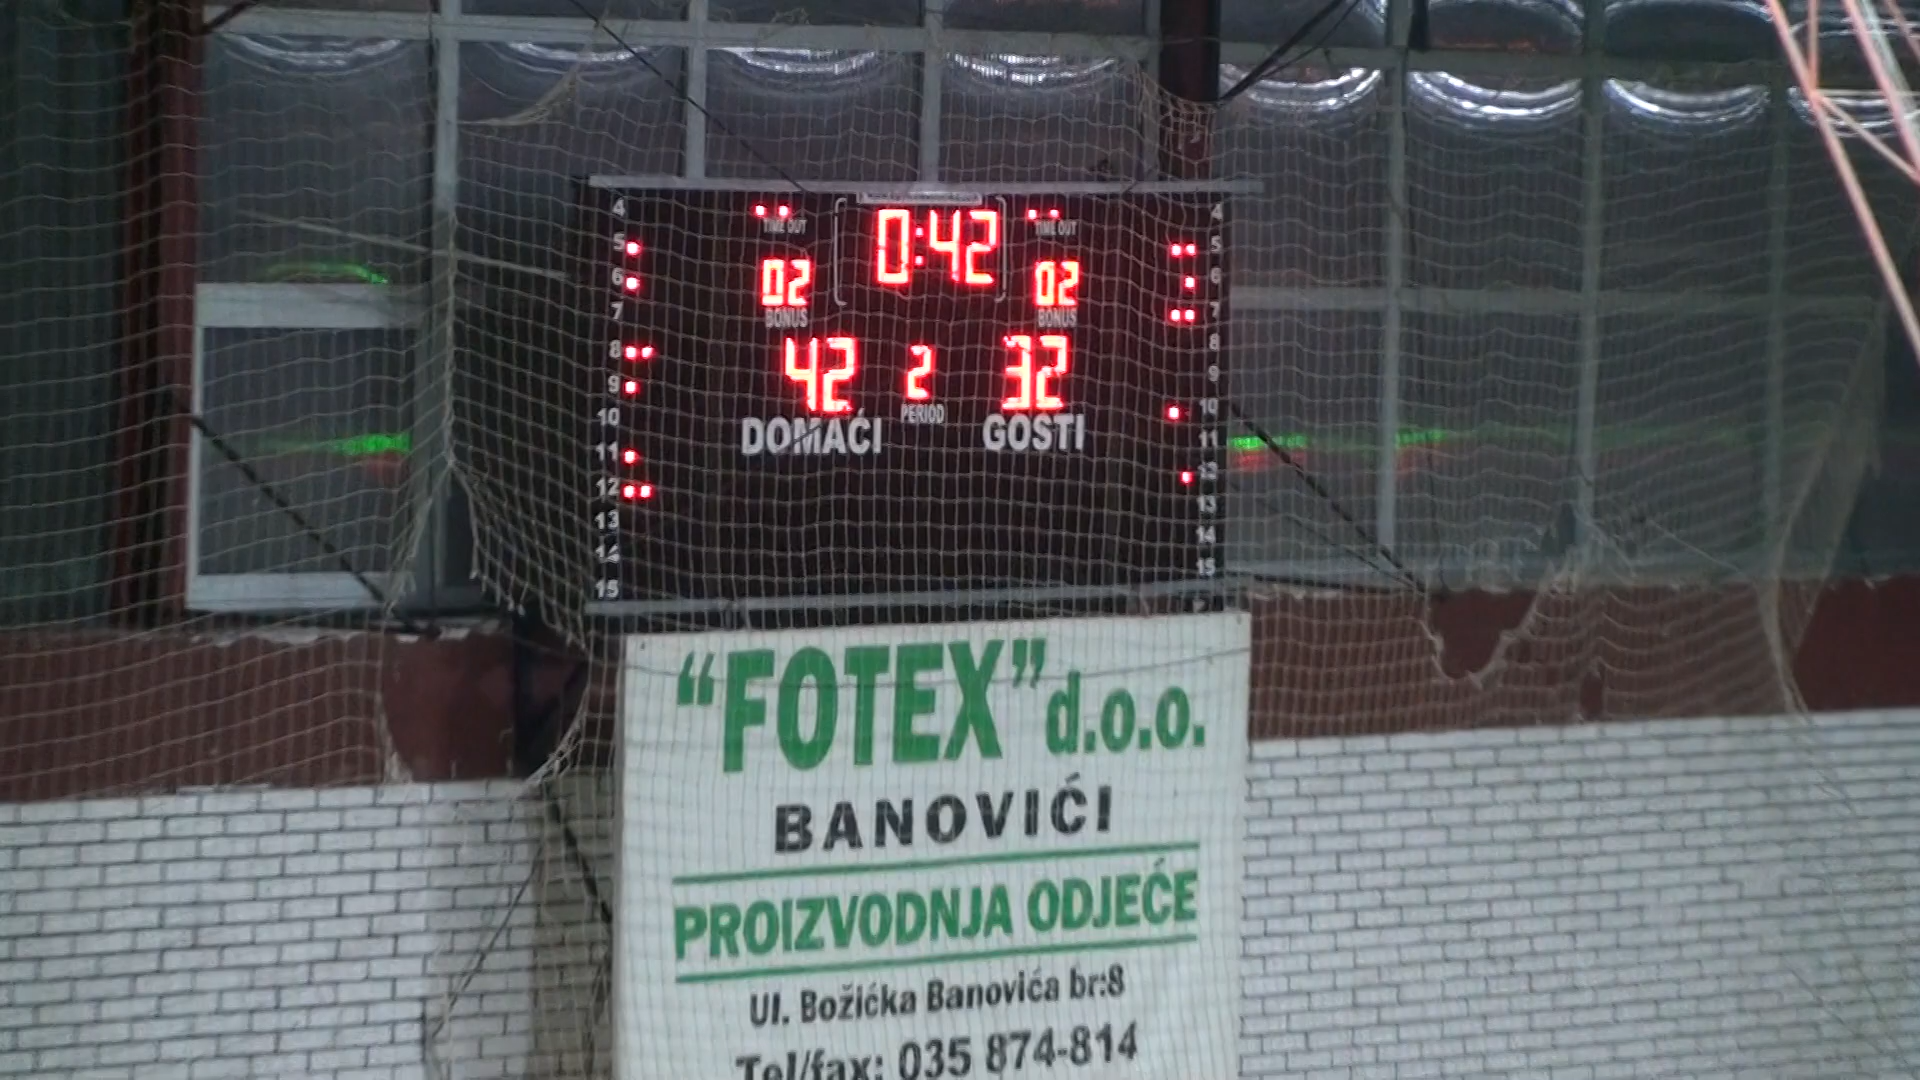 TIME OUT 0:42 TIME OUT
02 02
BONUS BONUS
42 2 32
DOMAĆI PERIOD GOSTI
4 4
5 5
6 6
7 7
8 8
9 9
10 10
11 11
12 12
13 13
14 14
15 15
“FOTEX” d.o.o.
BANOVIĆI
PROIZVODNJA ODJEĆE
Ul. Božićka Banovića br:8
Tel/fax: 035 874-814